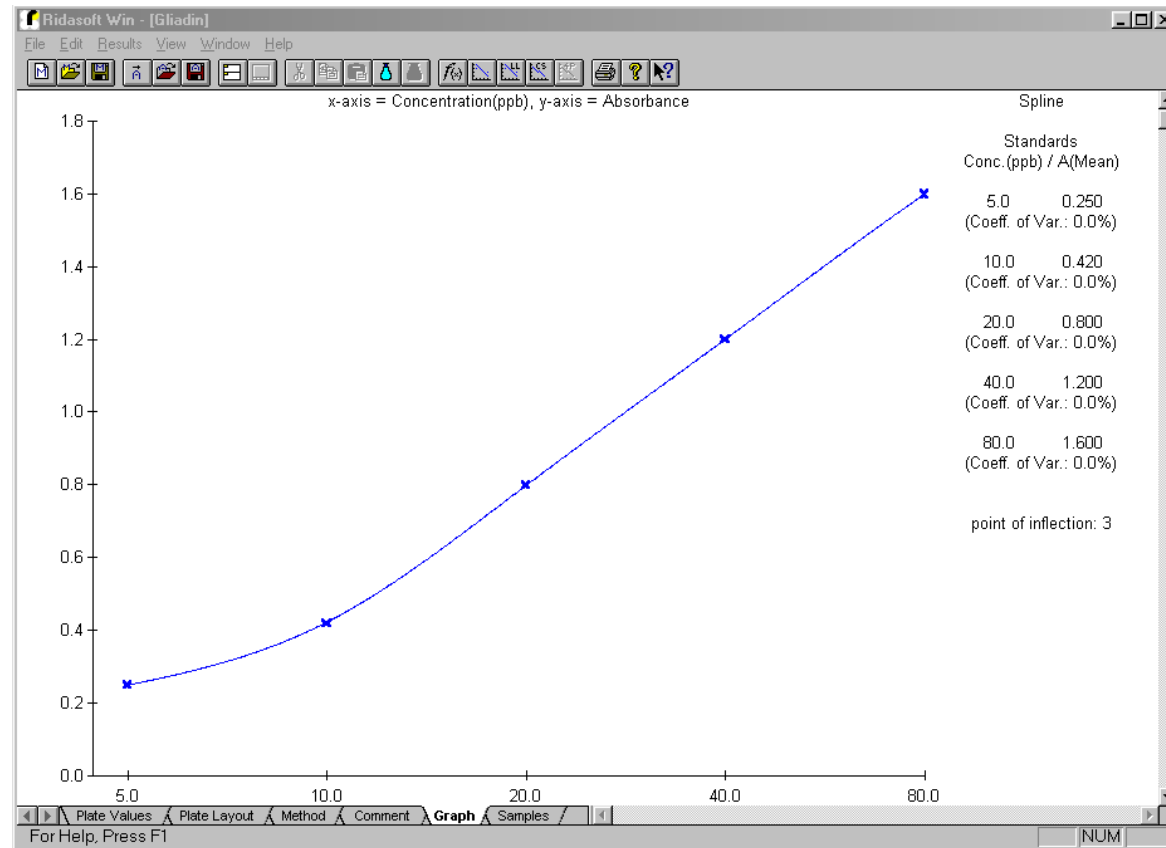 Ridasoft Win - [Gliadin]
File Edit Results View Window Help
x-axis = Concentration(ppb), y-axis = Absorbance
Spline
Standards
Conc.(ppb) / A(Mean)
5.0 0.250
(Coeff. of Var.: 0.0%)
10.0 0.420
(Coeff. of Var.: 0.0%)
20.0 0.800
(Coeff. of Var.: 0.0%)
40.0 1.200
(Coeff. of Var.: 0.0%)
80.0 1.600
(Coeff. of Var.: 0.0%)
point of inflection: 3
1.8
1.6
1.4
1.2
1.0
0.8
0.6
0.4
0.2
0.0
5.0 10.0 20.0 40.0 80.0
Plate Values Plate Layout Method Comment Graph Samples
For Help, Press F1 NUM